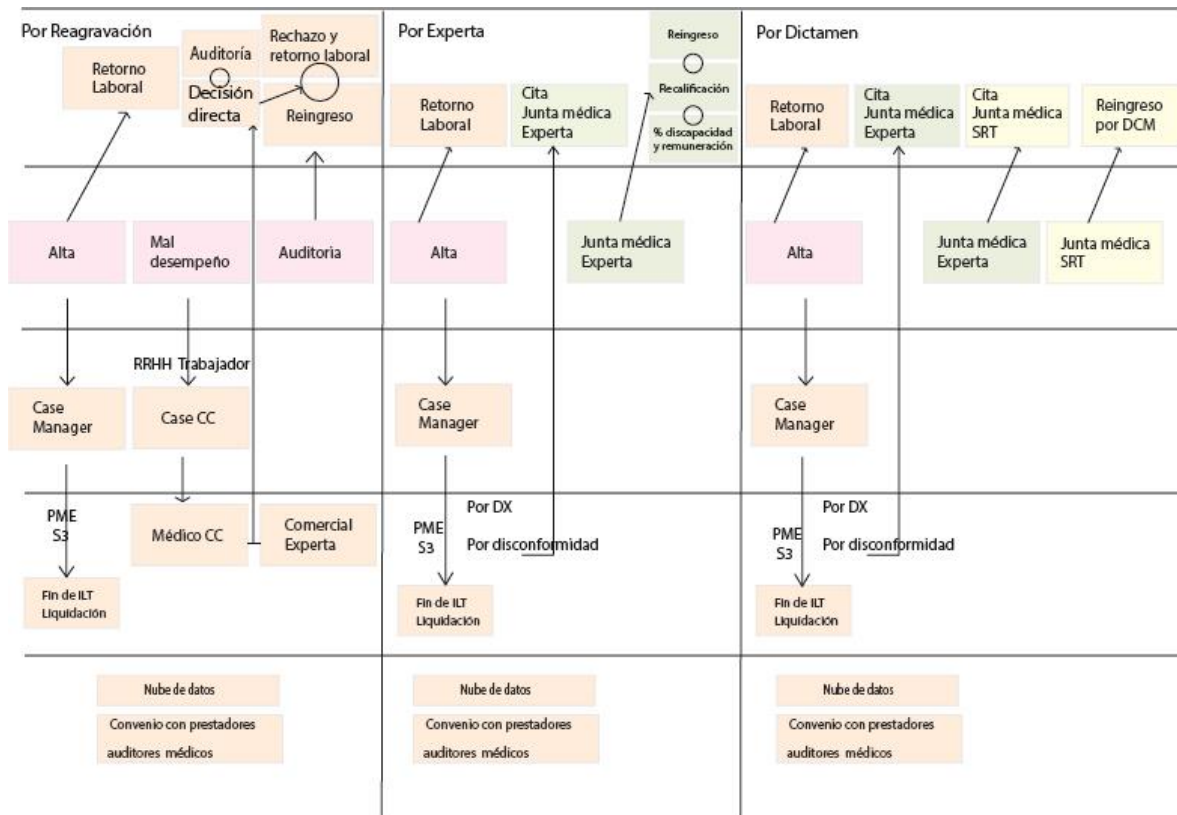 Por Reagravación
Retorno
Laboral
Auditoría
Decisión
directa
Rechazo y
retorno laboral
Reingreso
Alta
Mal
desempeño
Auditoria
RRHH Trabajador
Case
Manager
Case CC
PME
S3
Médico CC
Comercial
Experta
Fin de ILT
Liquidación
Nube de datos
Convenio con prestadores
auditores médicos
Por Experta
Retorno
Laboral
Cita
Junta médica
Experta
Reingreso
Recalificación
% discapacidad
y remuneración
Alta
Junta médica
Experta
Case
Manager
PME
S3
Por DX
Por disconformidad
Fin de ILT
Liquidación
Nube de datos
Convenio con prestadores
auditores médicos
Por Dictamen
Retorno
Laboral
Cita
Junta médica
Experta
Cita
Junta médica
SRT
Reingreso
por DCM
Alta
Junta médica
Experta
Junta médica
SRT
Case
Manager
PME
S3
Por DX
Por disconformidad
Fin de ILT
Liquidación
Nube de datos
Convenio con prestadores
auditores médicos